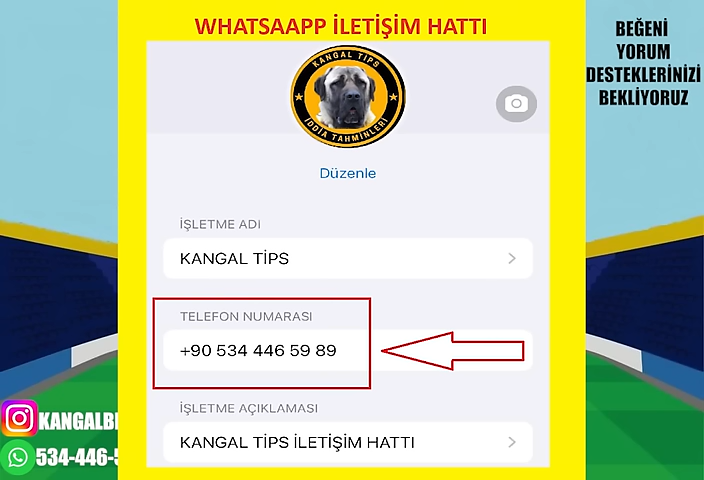 WHATSAAPP İLETİŞİM HATTI
BEĞENİ
YORUM
DESTEKLERİNİZİ
BEKLİYORUZ
KANGAL TIPS
İDDİA TAHMİNLERİ
Düzenle
İŞLETME ADI
KANGAL TİPS
TELEFON NUMARASI
+90 534 446 59 89
İŞLETME AÇIKLAMASI
KANGAL TİPS İLETİŞİM HATTI
KANGALB
534-446-5